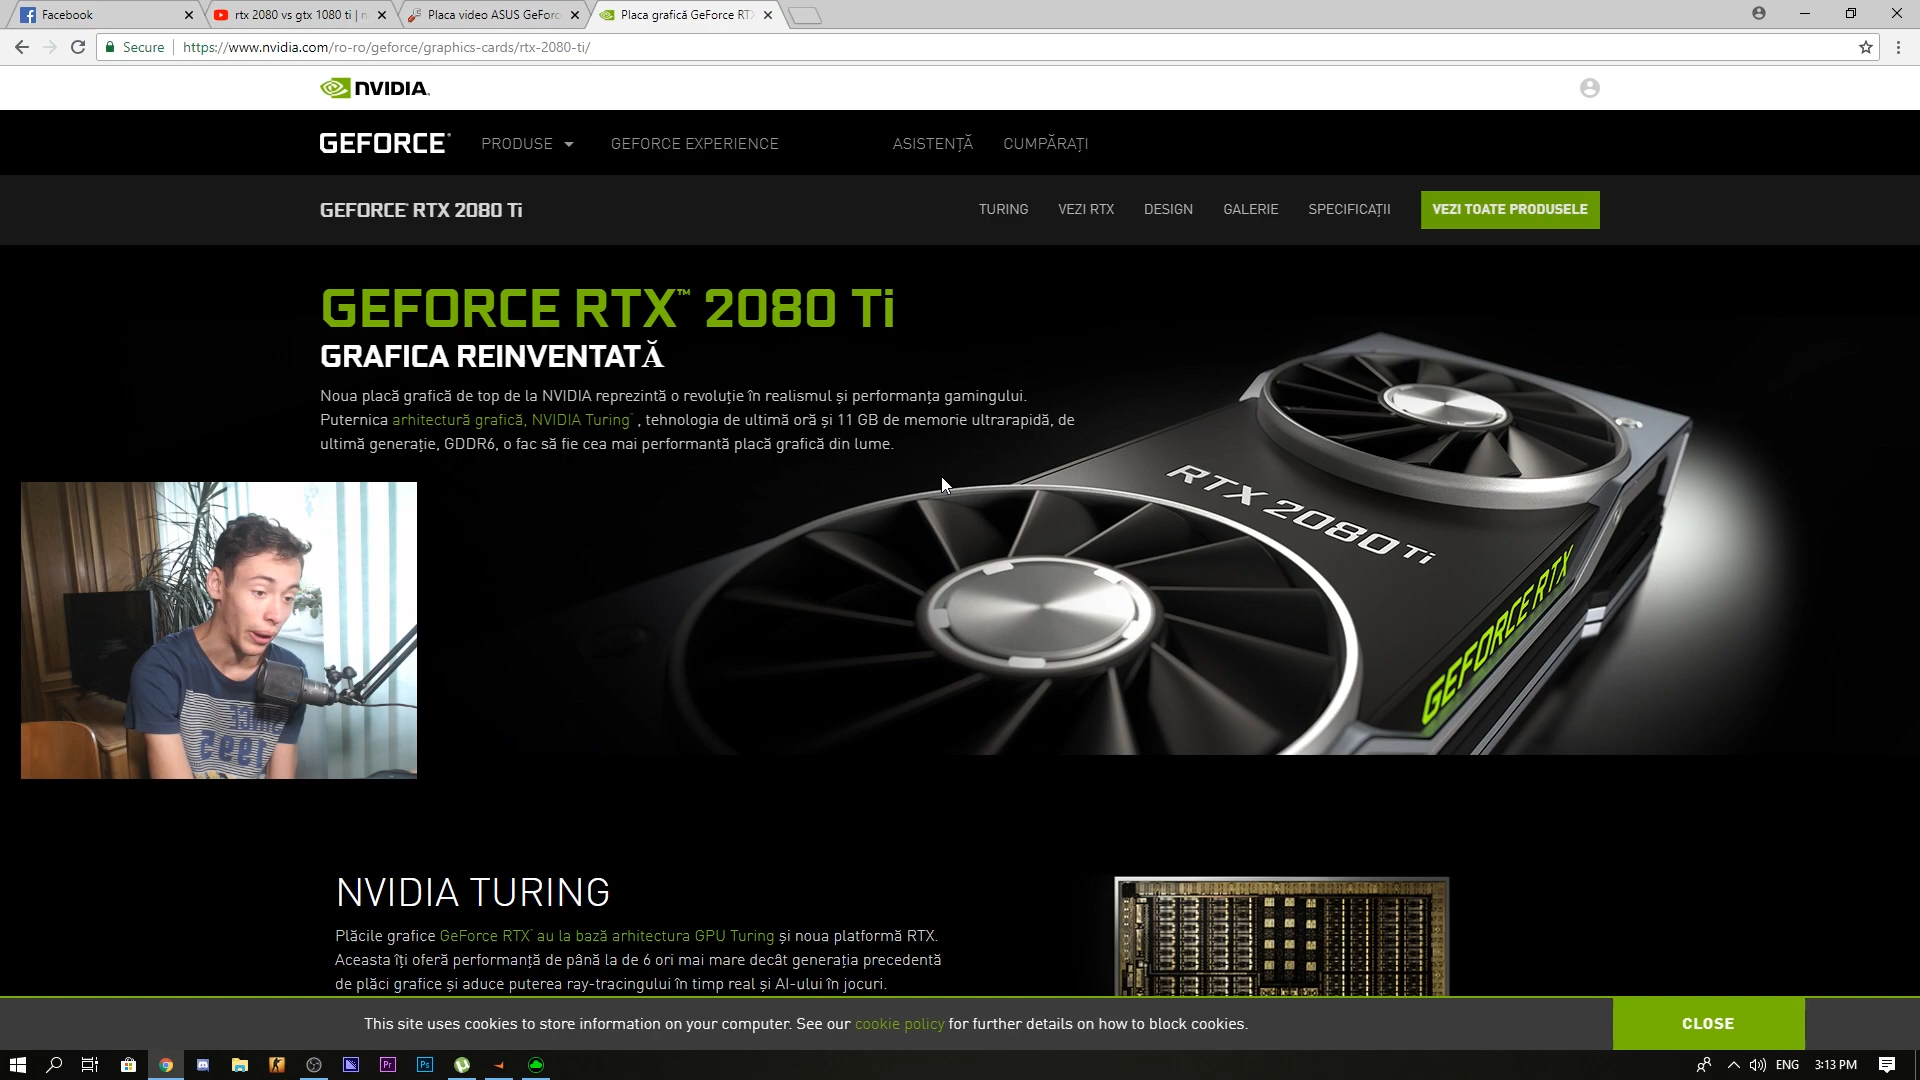 Facebook
rtx 2080 vs gtx 1080 ti | n
Placa video ASUS GeForc
Placa grafică GeForce RTX
Secure
https://www.nvidia.com/ro-ro/geforce/graphics-cards/rtx-2080-ti/
NVIDIA.
GEFORCE
PRODUSE
GEFORCE EXPERIENCE
ASISTENȚĂ
CUMPĂRAȚI
GEFORCE RTX 2080 Ti
TURING
VEZI RTX
DESIGN
GALERIE
SPECIFICAȚII
VEZI TOATE PRODUSELE
GEFORCE RTX™ 2080 Ti
GRAFICA REINVENTATĂ
Noua placă grafică de top de la NVIDIA reprezintă o revoluție în realismul și performanța gamingului.
Puternica arhitectură grafică, NVIDIA Turing™, tehnologia de ultimă oră și 11 GB de memorie ultrarapidă, de
ultimă generație, GDDR6, o fac să fie cea mai performantă placă grafică din lume.
RTX 2080 Ti
GEFORCE RTX
NVIDIA TURING
Plăcile grafice GeForce RTX™ au la bază arhitectura GPU Turing și noua platformă RTX.
Aceasta îți oferă performanță de până la de 6 ori mai mare decât generația precedentă
de plăci grafice și aduce puterea ray-tracingului în timp real și AI-ului în jocuri.
This site uses cookies to store information on your computer. See our cookie policy for further details on how to block cookies.
CLOSE
Pr
Ps
ENG
3:13 PM